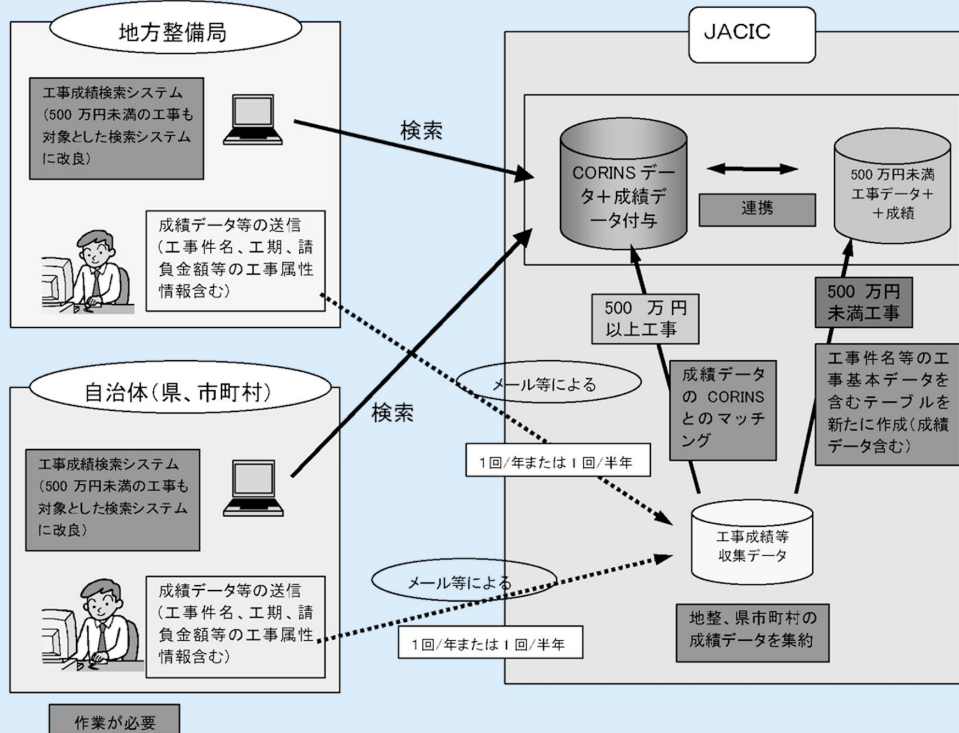 地方整備局
工事成績検索システム
(500 万円未満の工事も
対象とした検索システム
に改良)
検索
成績データ等の送信
(工事件名、工期、請
負金額等の工事属性
情報含む)
自治体(県、市町村)
検索
工事成績検索システム
(500 万円未満の工事も
対象とした検索システム
に改良)
成績データ等の送信
(工事件名、工期、請
負金額等の工事属性
情報含む)
作業が必要
メール等による
1回/年または1回/半年
メール等による
1回/年または1回/半年
JACIC
CORINS デー
タ+成績デ
ータ付与
連携
500 万円未満
工事データ+
+成績
500 万円
以上工事
500 万円
未満工事
成績データ
の CORINS
とのマッチ
ング
工事件名等の工
事基本データを
含むテーブルを
新たに作成(成績
データ含む)
工事成績等
収集データ
地整、県市町村の
成績データを集約